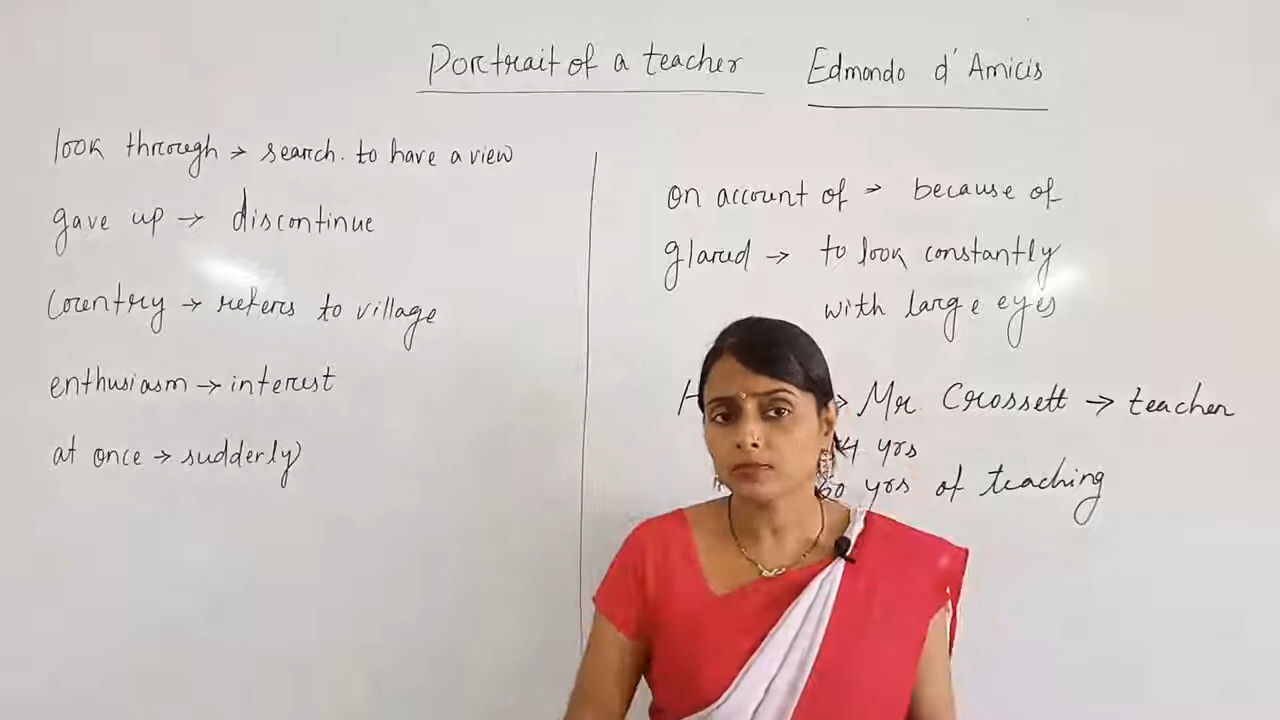 Portrait of a teacher Edmondo d'Amicis
look through → search. to have a view
gave up → discontinue
Country → refers to village
enthusiasm → interest
at once → sudderly
on account of → because of
glared → to look constantly
with large eyes
→ Mr. Crossett → teacher
yrs
60 yrs of teaching